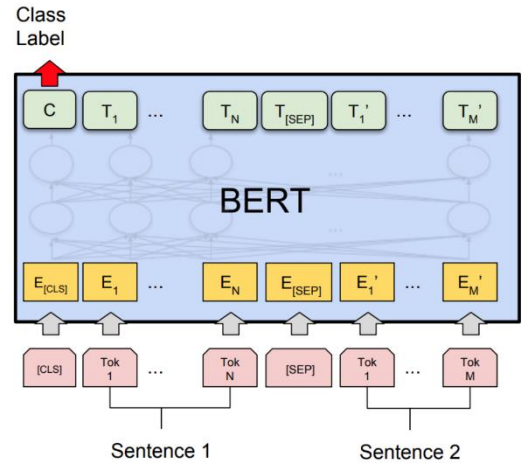 Class
Label
C T1 ... TN T[SEP] T1' ... TM'
...
BERT
...
E[CLS] E1 ... EN E[SEP] E1' ... EM'
[CLS] Tok 1 ... Tok N [SEP] Tok 1 ... Tok M
Sentence 1 Sentence 2